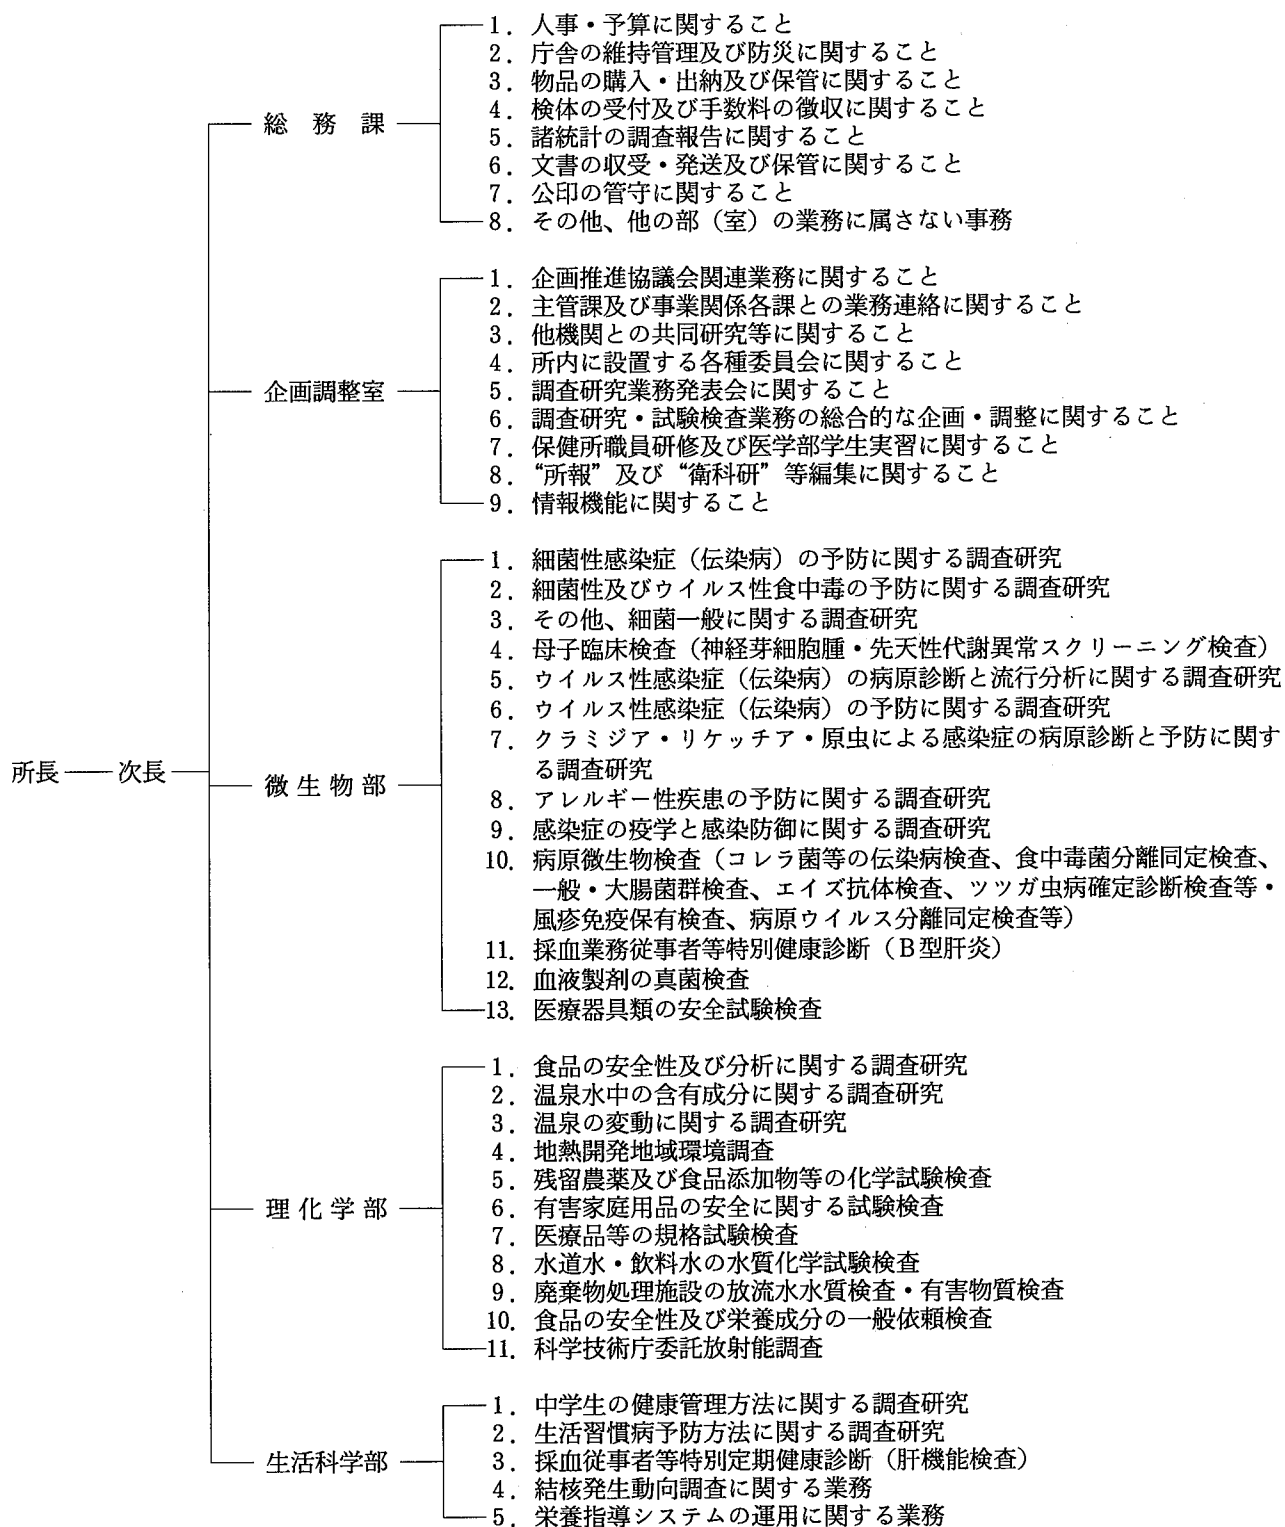 総務課
1．人事・予算に関すること
2．庁舎の維持管理及び防災に関すること
3．物品の購入・出納及び保管に関すること
4．検体の受付及び手数料の徴収に関すること
5．諸統計の調査報告に関すること
6．文書の収受・発送及び保管に関すること
7．公印の管守に関すること
8．その他、他の部（室）の業務に属さない事務
企画調整室
1．企画推進協議会関連業務に関すること
2．主管課及び事業関係各課との業務連絡に関すること
3．他機関との共同研究等に関すること
4．所内に設置する各種委員会に関すること
5．調査研究業務発表会に関すること
6．調査研究・試験検査業務の総合的な企画・調整に関すること
7．保健所職員研修及び医学部学生実習に関すること
8．“所報”及び“衛科研”等編集に関すること
9．情報機能に関すること
所長 次長
微生物部
1．細菌性感染症（伝染病）の予防に関する調査研究
2．細菌性及びウイルス性食中毒の予防に関する調査研究
3．その他、細菌一般に関する調査研究
4．母子臨床検査（神経芽細胞腫・先天性代謝異常スクリーニング検査）
5．ウイルス性感染症（伝染病）の病原診断と流行分析に関する調査研究
6．ウイルス性感染症（伝染病）の予防に関する調査研究
7．クラミジア・リケッチア・原虫による感染症の病原診断と予防に関す
る調査研究
8．アレルギー性疾患の予防に関する調査研究
9．感染症の疫学と感染防御に関する調査研究
10．病原微生物検査（コレラ菌等の伝染病検査、食中毒菌分離同定検査、
一般・大腸菌群検査、エイズ抗体検査、ツツガ虫病確定診断検査等・
風疹免疫保有検査、病原ウイルス分離同定検査等）
11．採血業務従事者等特別健康診断（B型肝炎）
12．血液製剤の真菌検査
13．医療器具類の安全試験検査
理化学部
1．食品の安全性及び分析に関する調査研究
2．温泉水中の含有成分に関する調査研究
3．温泉の変動に関する調査研究
4．地熱開発地域環境調査
5．残留農薬及び食品添加物等の化学試験検査
6．有害家庭用品の安全に関する試験検査
7．医療品等の規格試験検査
8．水道水・飲料水の水質化学試験検査
9．廃棄物処理施設の放流水水質検査・有害物質検査
10．食品の安全性及び栄養成分の一般依頼検査
11．科学技術庁委託放射能調査
生活科学部
1．中学生の健康管理方法に関する調査研究
2．生活習慣病予防方法に関する調査研究
3．採血従事者等特別定期健康診断（肝機能検査）
4．結核発生動向調査に関する業務
5．栄養指導システムの運用に関する業務